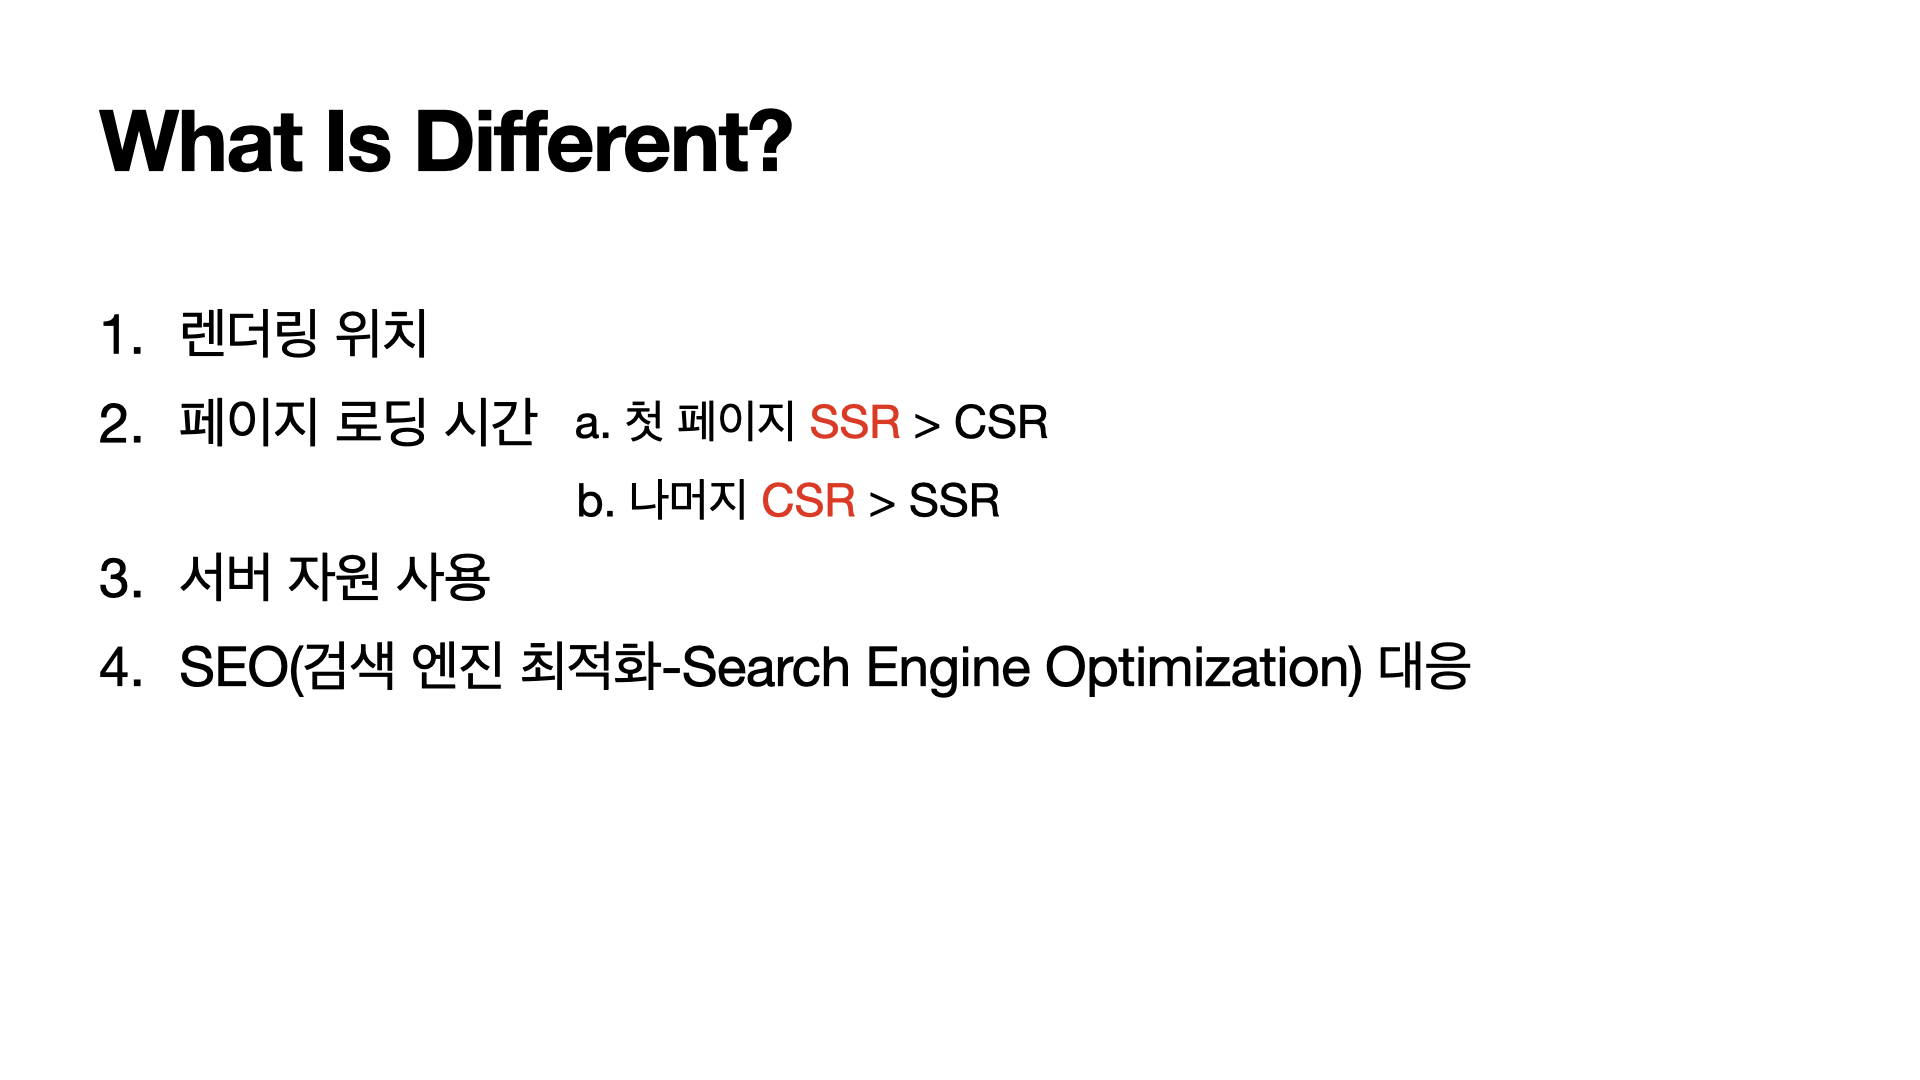 What Is Different?
1. 렌더링 위치
2. 페이지 로딩 시간 a. 첫 페이지 SSR > CSR
b. 나머지 CSR > SSR
3. 서버 자원 사용
4. SEO(검색 엔진 최적화-Search Engine Optimization) 대응